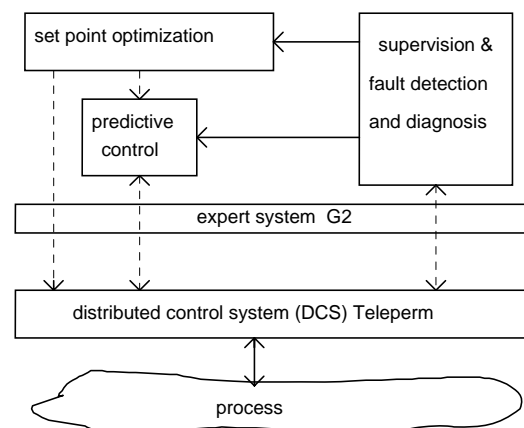 set point optimization
supervision &
fault detection
and diagnosis
predictive
control
expert system G2
distributed control system (DCS) Teleperm
process